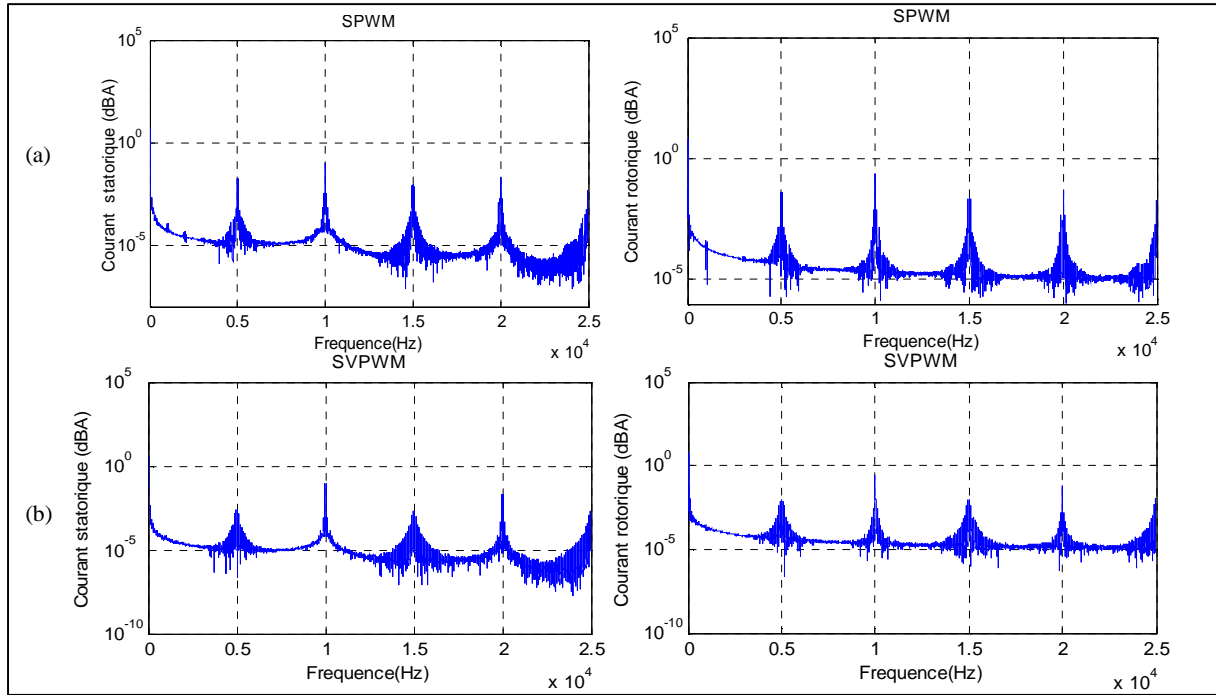 (a)
SPWM
Courant statorique (dBA)
10^5
10^0
10^-5
0 0.5 1 1.5 2 2.5
x 10^4
Frequence(Hz)
SPWM
Courant rotorique (dBA)
10^5
10^0
10^-5
0 0.5 1 1.5 2 2.5
x 10^4
Frequence(Hz)
(b)
SVPWM
Courant statorique (dBA)
10^5
10^0
10^-5
10^-10
0 0.5 1 1.5 2 2.5
x 10^4
Frequence(Hz)
SVPWM
Courant rotorique (dBA)
10^5
10^0
10^-5
10^-10
0 0.5 1 1.5 2 2.5
x 10^4
Frequence(Hz)